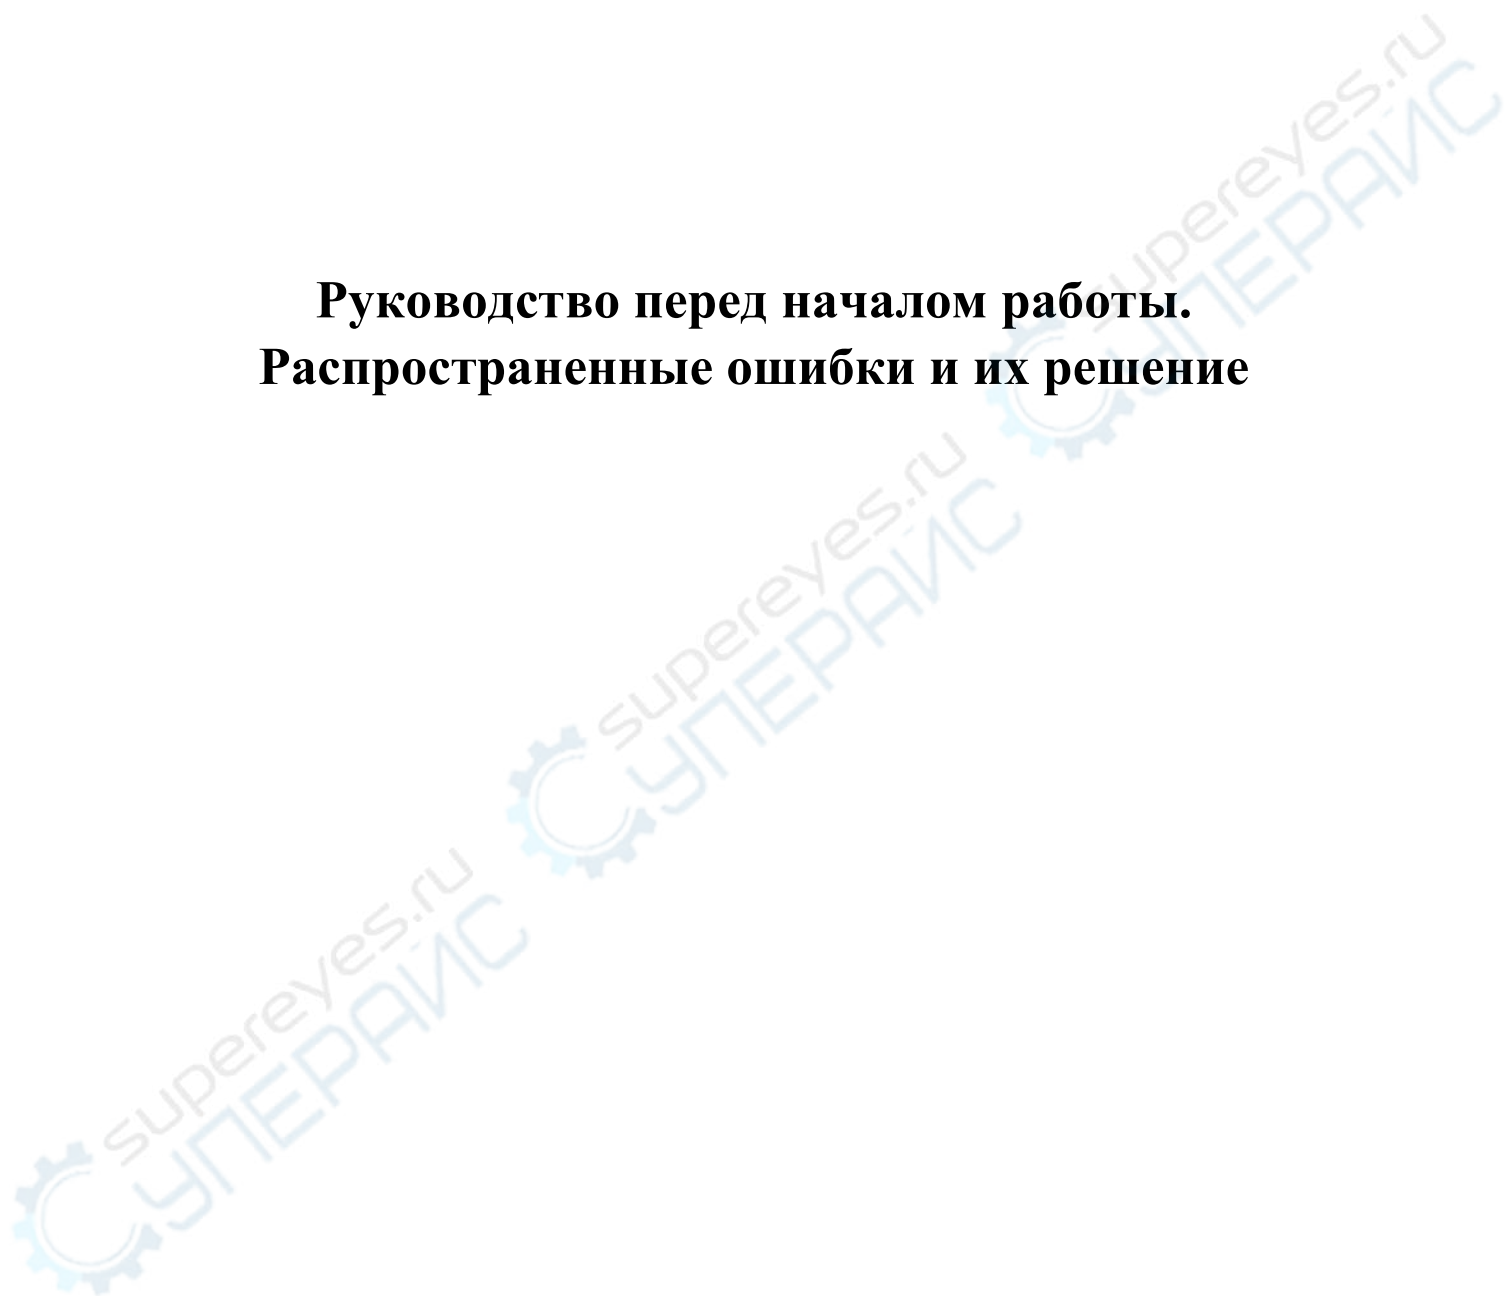 supereyes.ru
СУПЕРАЙС
Руководство перед началом работы.
Распространенные ошибки и их решение
supereyes.ru
СУПЕРАЙС
supereyes.ru
СУПЕРАЙС